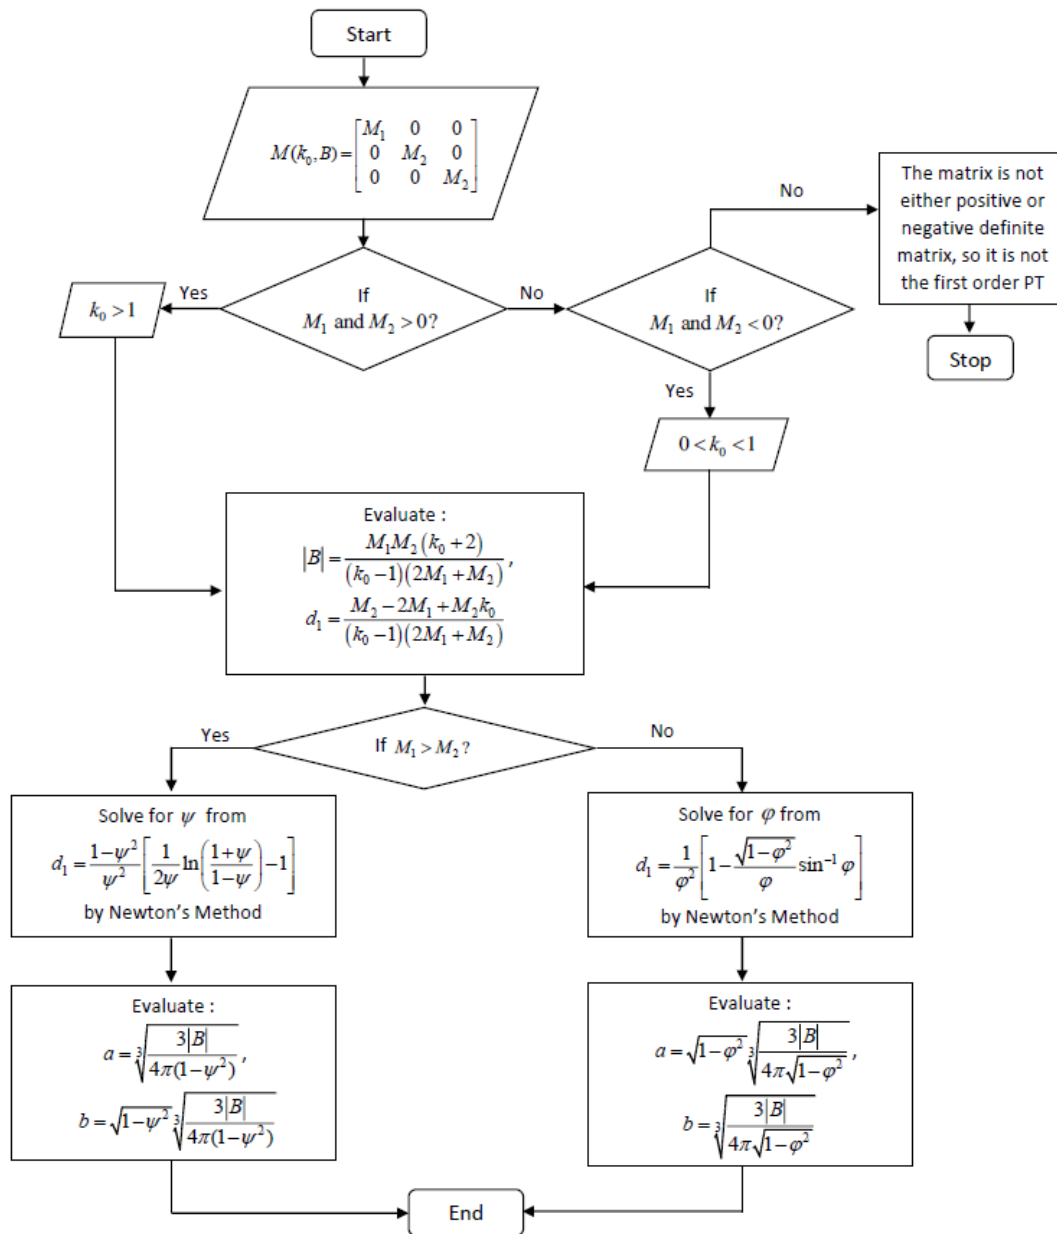 Start
M(k₀,B) = [M₁ 0 0
0 M₂ 0
0 0 M₂]
If
M₁ and M₂ > 0?
Yes
k₀ > 1
No
If
M₁ and M₂ < 0?
No
The matrix is not
either positive or
negative definite
matrix, so it is not
the first order PT
Stop
Yes
0 < k₀ < 1
Evaluate :
|B| = M₁M₂(k₀+2) / (k₀−1)(2M₁+M₂),
d₁ = M₂−2M₁+M₂k₀ / (k₀−1)(2M₁+M₂)
If M₁ > M₂?
Yes
No
Solve for ψ from
d₁ = 1−ψ²/ψ² [1/2ψ ln(1+ψ/1−ψ) −1]
by Newton's Method
Solve for φ from
d₁ = 1/φ² [1− √(1−φ²)/φ sin⁻¹ φ]
by Newton's Method
Evaluate :
a = ∛(3|B| / 4π(1−ψ²)),
b = √(1−ψ²) ∛(3|B| / 4π(1−ψ²))
Evaluate :
a = √(1−φ²) ∛(3|B| / 4π√(1−φ²)),
b = ∛(3|B| / 4π√(1−φ²))
End